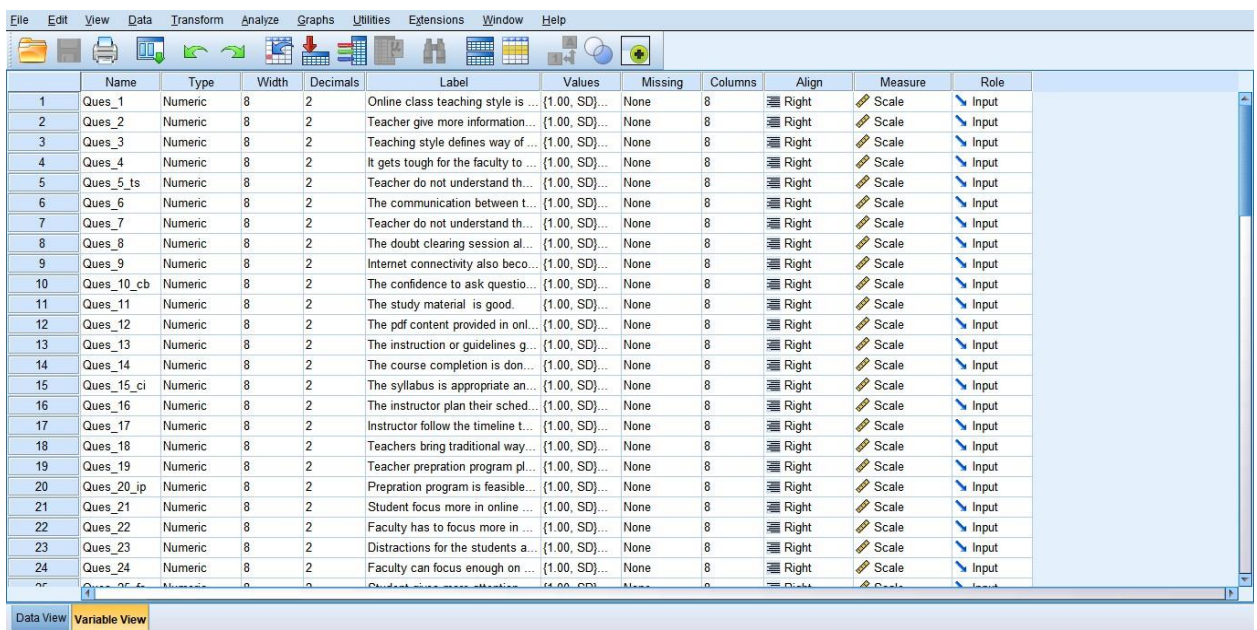 File Edit View Data Transform Analyze Graphs Utilities Extensions Window Help
Name Type Width Decimals Label Values Missing Columns Align Measure Role
1 Ques_1 Numeric 8 2 Online class teaching style is ... {1.00, SD}... None 8 Right Scale Input
2 Ques_2 Numeric 8 2 Teacher give more information... {1.00, SD}... None 8 Right Scale Input
3 Ques_3 Numeric 8 2 Teaching style defines way of ... {1.00, SD}... None 8 Right Scale Input
4 Ques_4 Numeric 8 2 It gets tough for the faculty to ... {1.00, SD}... None 8 Right Scale Input
5 Ques_5_ts Numeric 8 2 Teacher do not understand th... {1.00, SD}... None 8 Right Scale Input
6 Ques_6 Numeric 8 2 The communication between t... {1.00, SD}... None 8 Right Scale Input
7 Ques_7 Numeric 8 2 Teacher do not understand th... {1.00, SD}... None 8 Right Scale Input
8 Ques_8 Numeric 8 2 The doubt clearing session al... {1.00, SD}... None 8 Right Scale Input
9 Ques_9 Numeric 8 2 Internet connectivity also beco... {1.00, SD}... None 8 Right Scale Input
10 Ques_10_cb Numeric 8 2 The confidence to ask questio... {1.00, SD}... None 8 Right Scale Input
11 Ques_11 Numeric 8 2 The study material is good. {1.00, SD}... None 8 Right Scale Input
12 Ques_12 Numeric 8 2 The pdf content provided in onl... {1.00, SD}... None 8 Right Scale Input
13 Ques_13 Numeric 8 2 The instruction or guidelines g... {1.00, SD}... None 8 Right Scale Input
14 Ques_14 Numeric 8 2 The course completion is don... {1.00, SD}... None 8 Right Scale Input
15 Ques_15_ci Numeric 8 2 The syllabus is appropriate an... {1.00, SD}... None 8 Right Scale Input
16 Ques_16 Numeric 8 2 The instructor plan their sched... {1.00, SD}... None 8 Right Scale Input
17 Ques_17 Numeric 8 2 Instructor follow the timeline t... {1.00, SD}... None 8 Right Scale Input
18 Ques_18 Numeric 8 2 Teachers bring traditional way... {1.00, SD}... None 8 Right Scale Input
19 Ques_19 Numeric 8 2 Teacher prepration program pl... {1.00, SD}... None 8 Right Scale Input
20 Ques_20_ip Numeric 8 2 Prepration program is feasible... {1.00, SD}... None 8 Right Scale Input
21 Ques_21 Numeric 8 2 Student focus more in online ... {1.00, SD}... None 8 Right Scale Input
22 Ques_22 Numeric 8 2 Faculty has to focus more in ... {1.00, SD}... None 8 Right Scale Input
23 Ques_23 Numeric 8 2 Distractions for the students a... {1.00, SD}... None 8 Right Scale Input
24 Ques_24 Numeric 8 2 Faculty can focus enough on ... {1.00, SD}... None 8 Right Scale Input
Data View Variable View